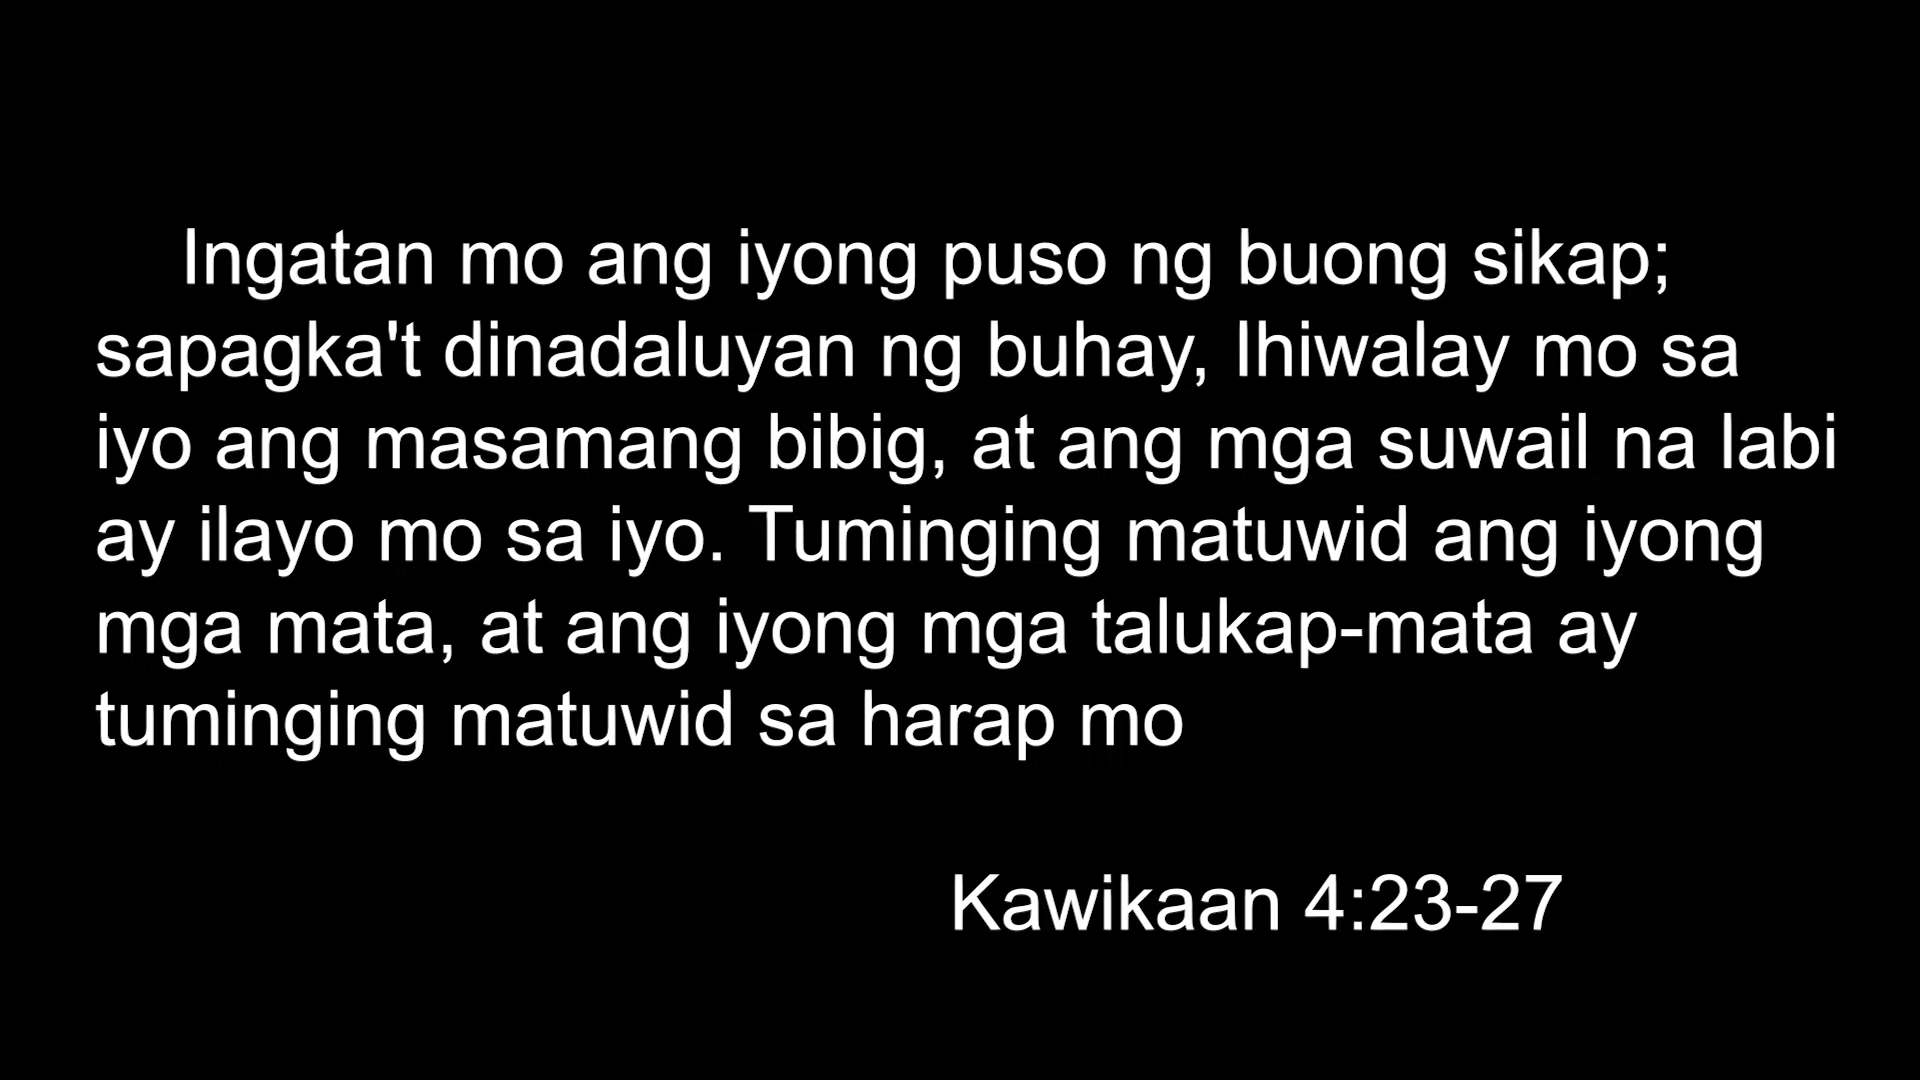 Ingatan mo ang iyong puso ng buong sikap;
sapagka't dinadaluyan ng buhay, Ihiwalay mo sa
iyo ang masamang bibig, at ang mga suwail na labi
ay ilayo mo sa iyo. Tuminging matuwid ang iyong
mga mata, at ang iyong mga talukap-mata ay
tuminging matuwid sa harap mo
Kawikaan 4:23-27